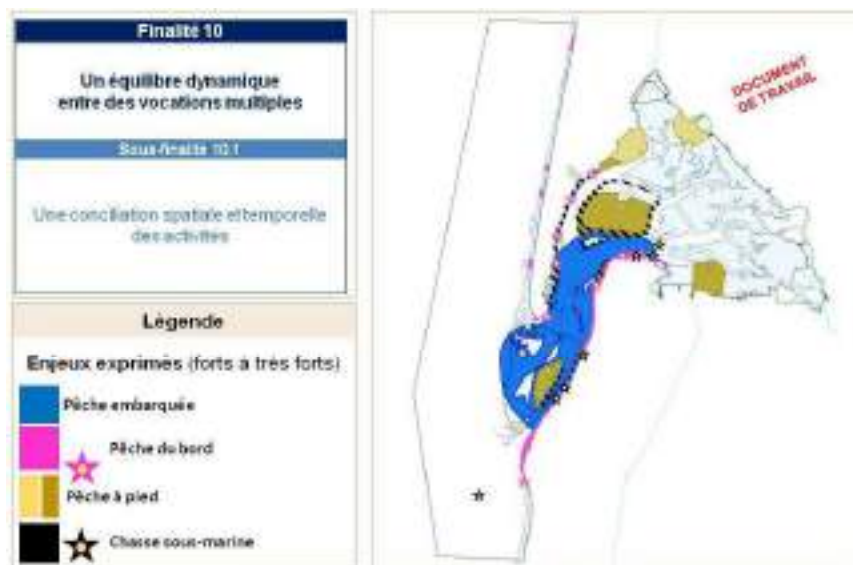 Finalité 10
Un équilibre dynamique
entre des vocations multiples
Sous-finalité 10.1
Une conciliation spatiale et temporelle
des activités
Légende
Enjeux exprimés (forts à très forts)
Pêche embarquée
Pêche du bord
Pêche à pied
Chasse sous-marine
DOCUMENT
DE TRAVAIL